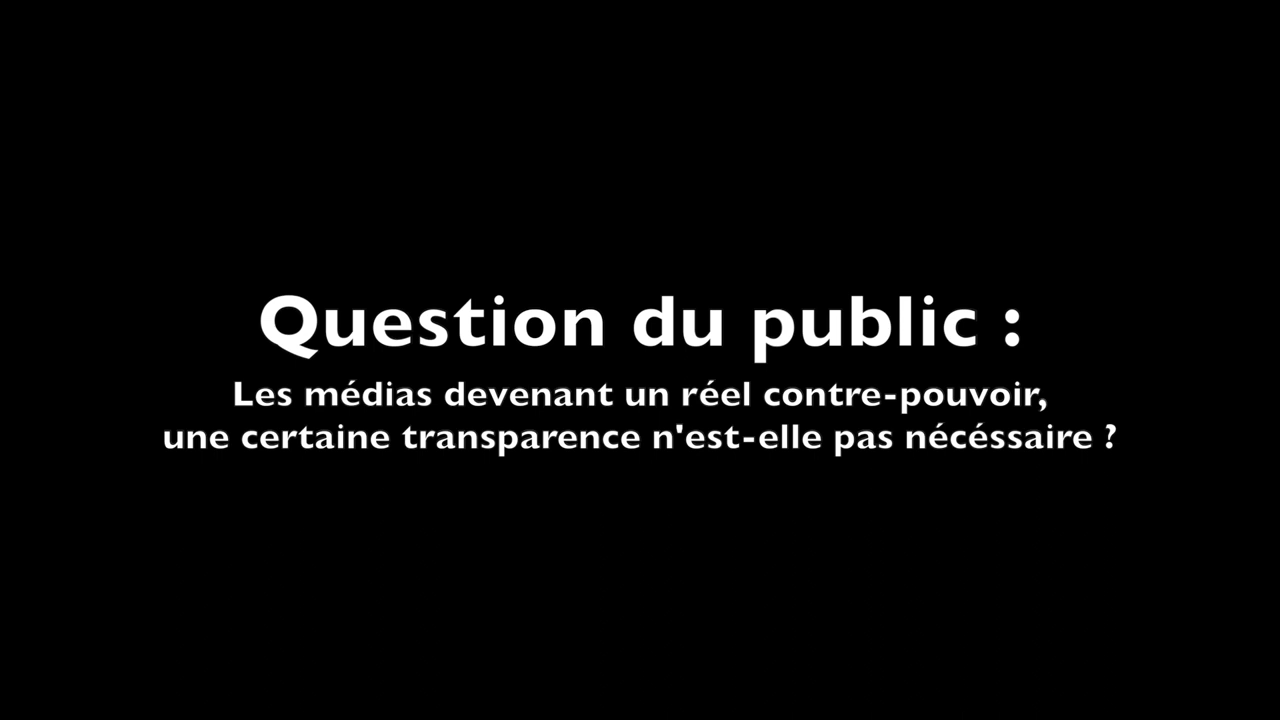 Question du public :
Les médias devenant un réel contre-pouvoir,
une certaine transparence n'est-elle pas nécéssaire ?